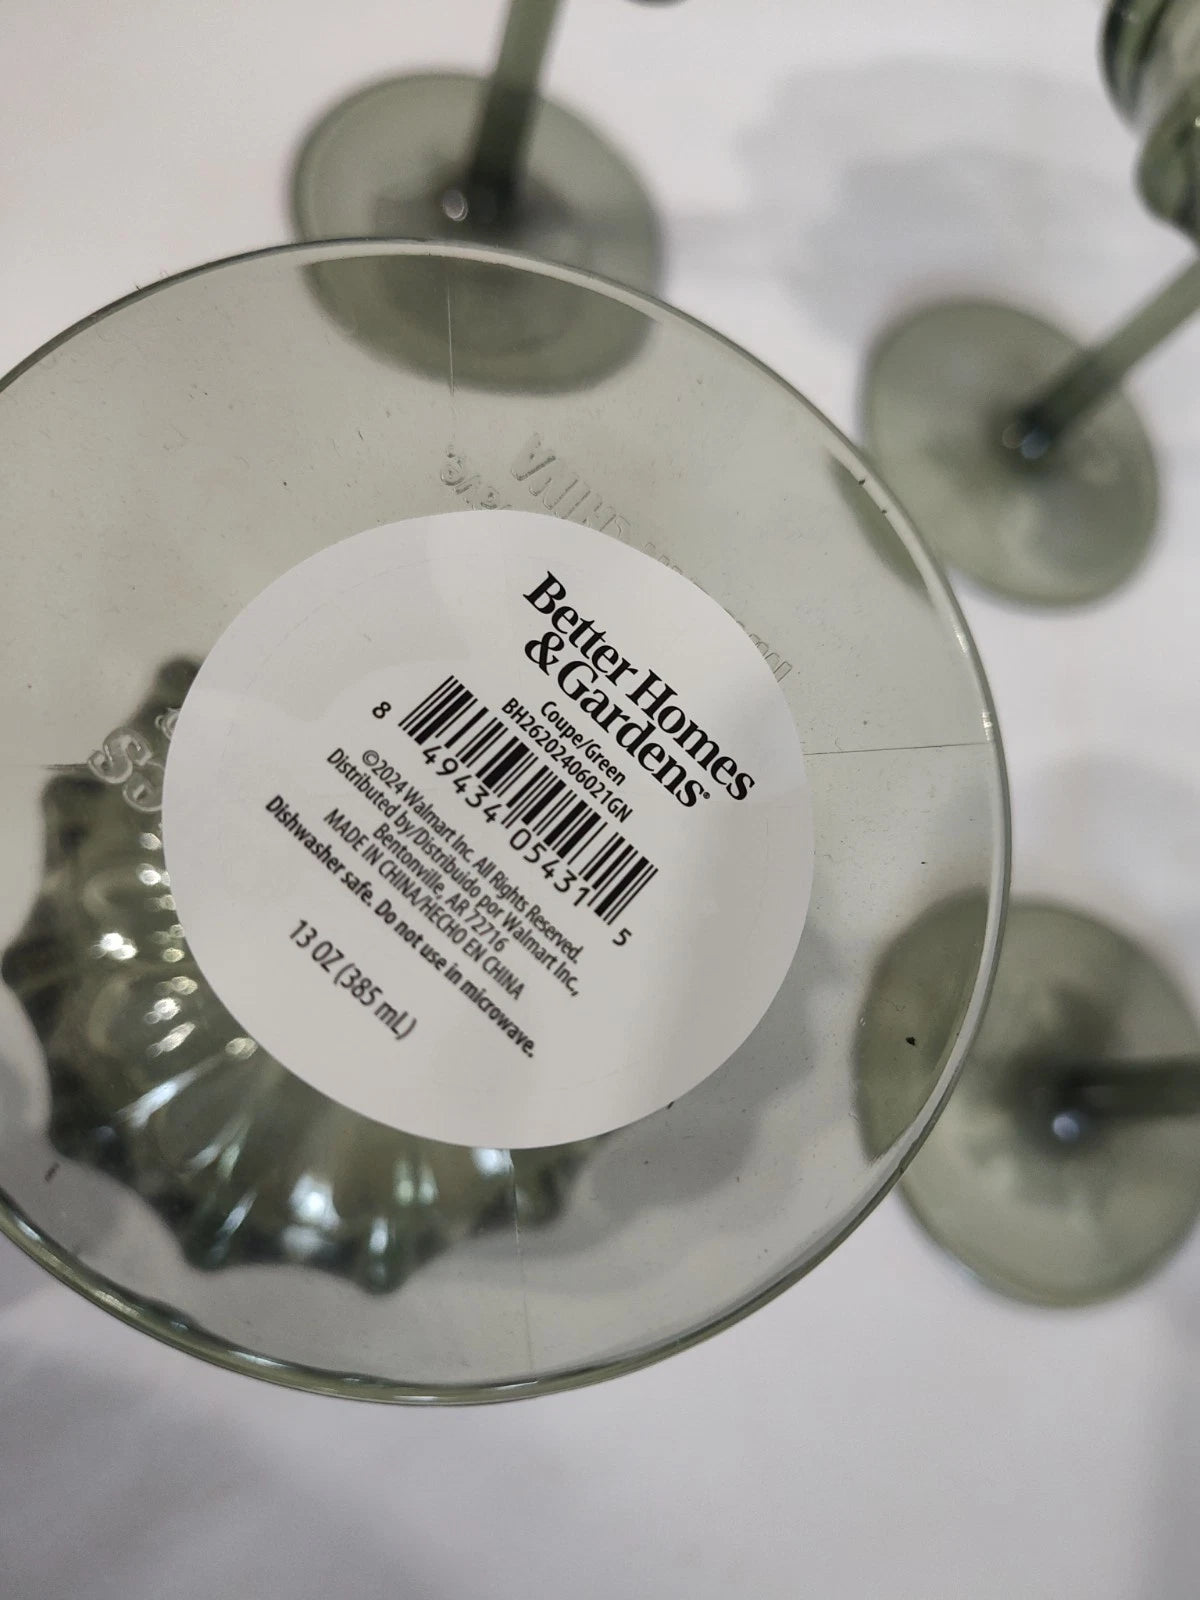 Better Homes
& Gardens®
Coupe/Green
BH26202406021GN
8 49434 05431 5
©2024 Walmart Inc. All Rights Reserved.
Distributed by/Distribuido por Walmart Inc.,
Bentonville, AR 72716
MADE IN CHINA/HECHO EN CHINA
Dishwasher safe. Do not use in microwave.
13 OZ (385 mL)
CHINA